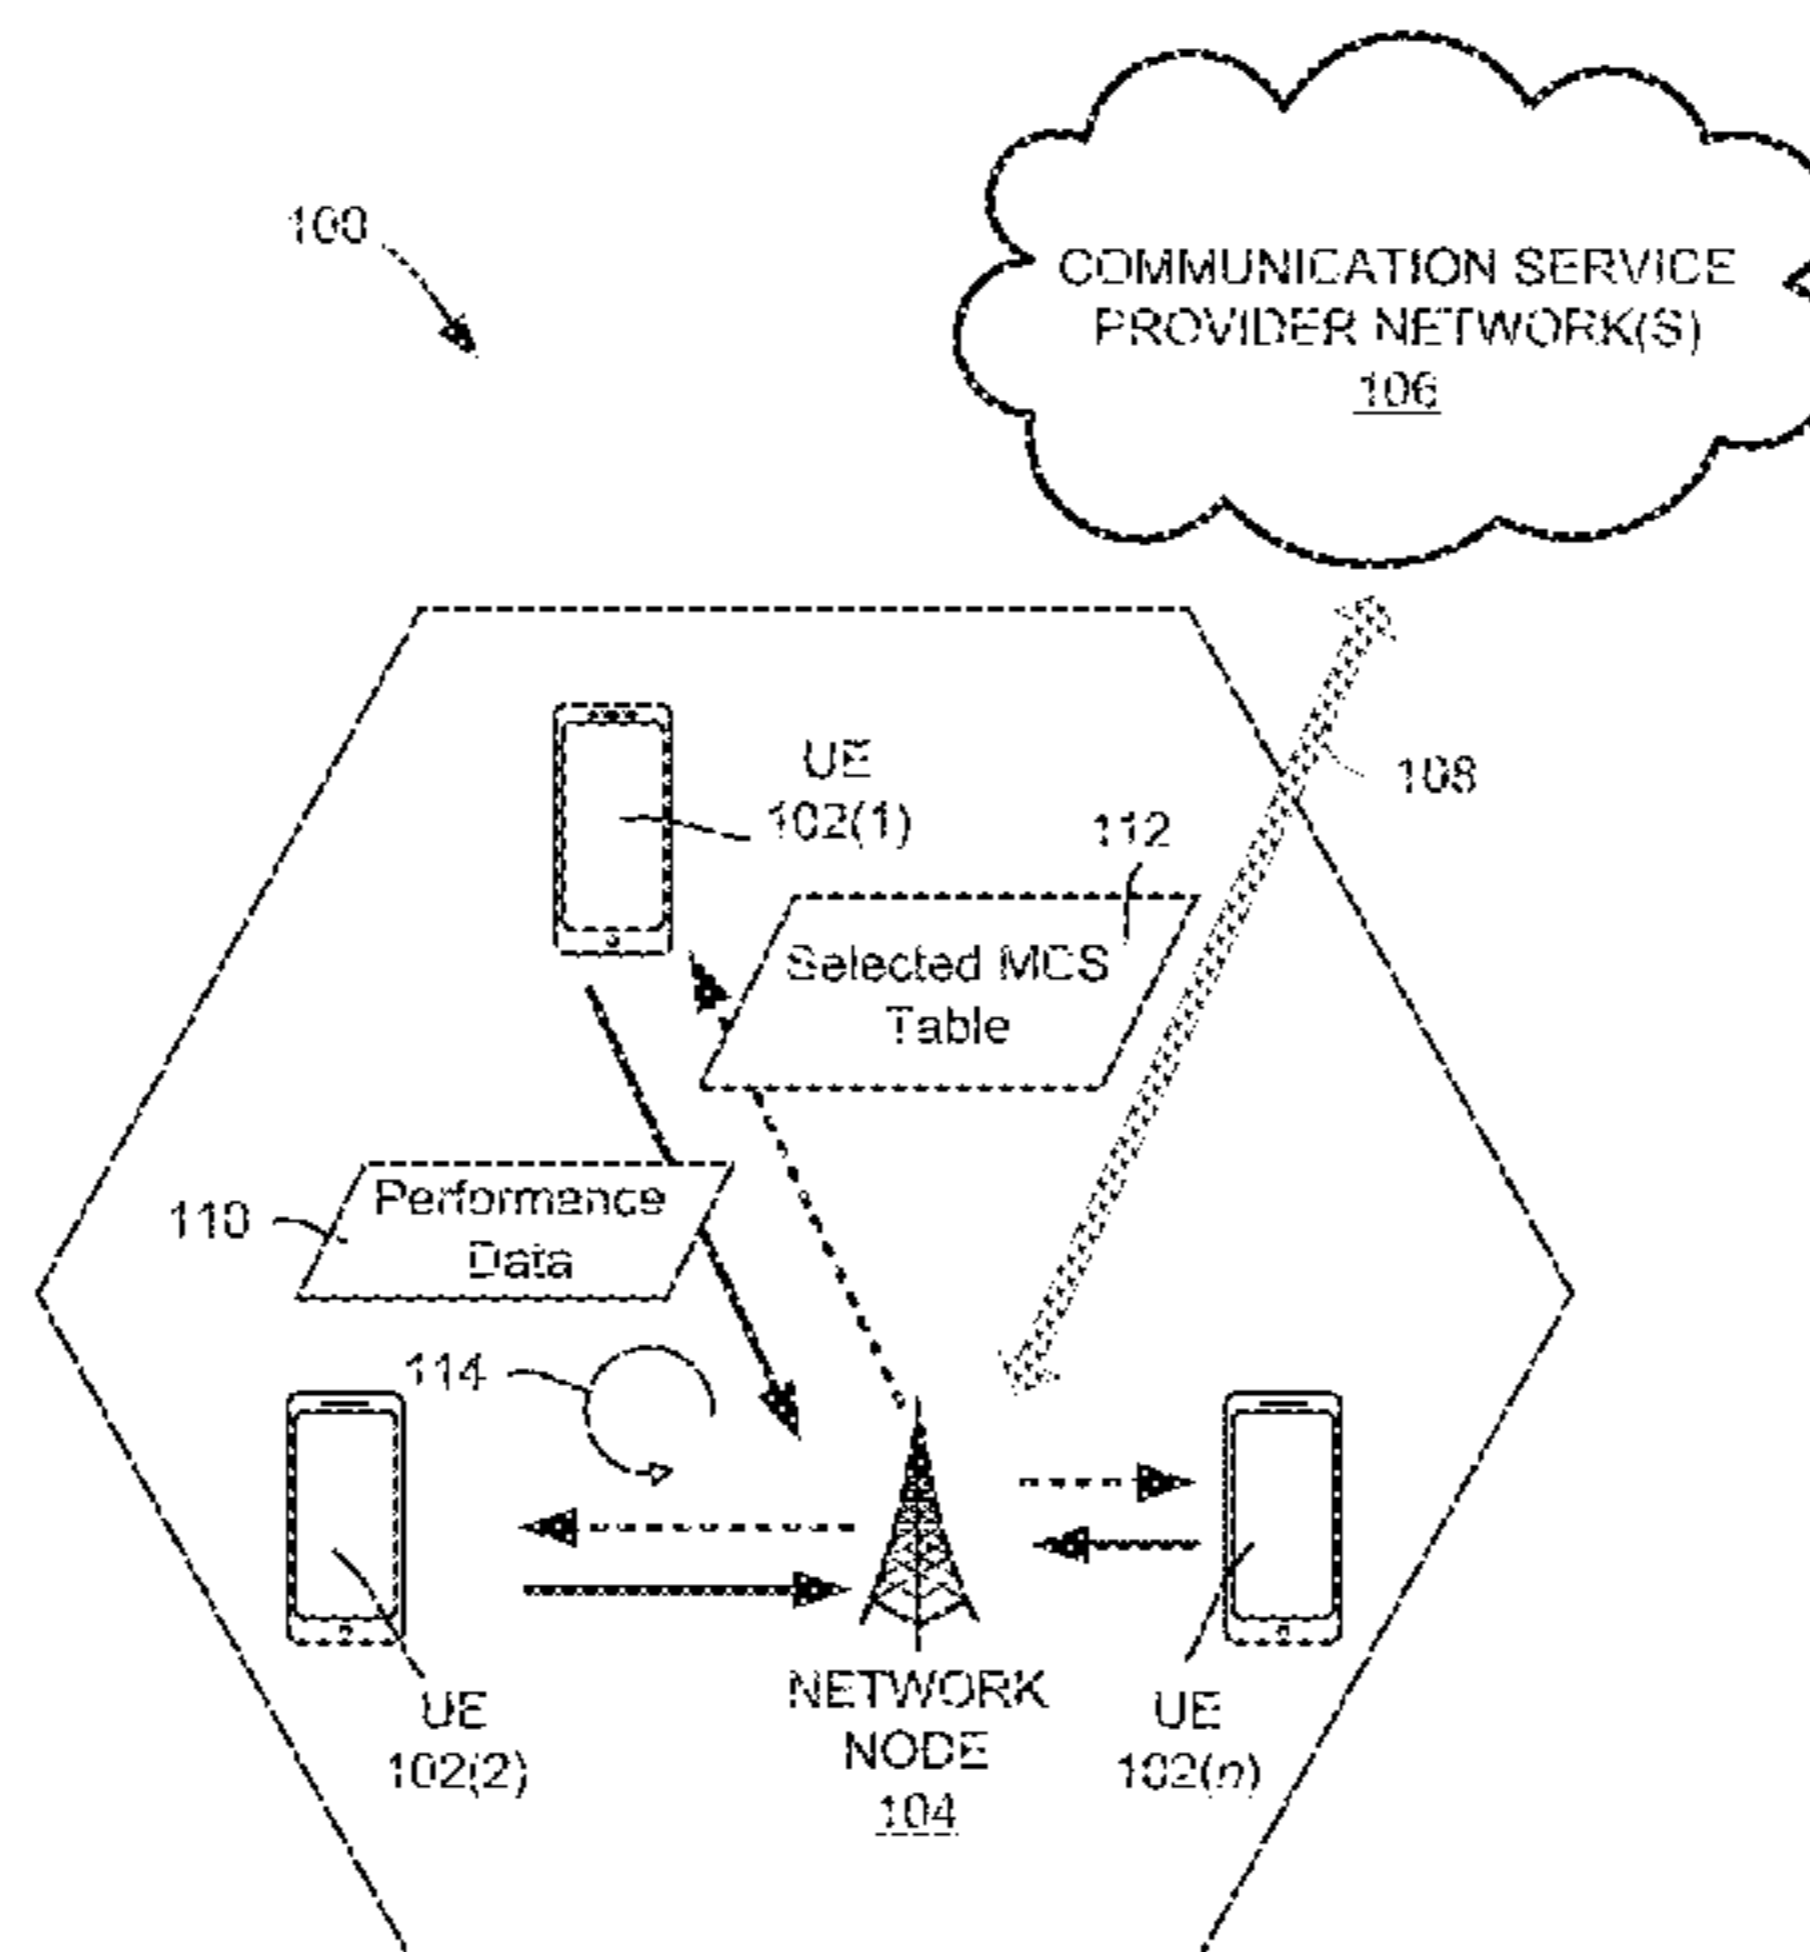 100
COMMUNICATION SERVICE
PROVIDER NETWORK(S)
106
UE
102(1)
108
112
Selected MCS
Table
Performance
Data
110
114
NETWORK
NODE
104
UE
102(2)
UE
102(n)